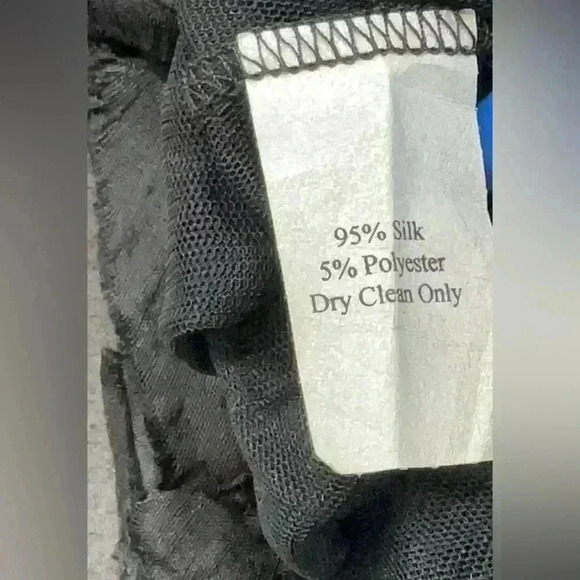 95% Silk
5% Polyester
Dry Clean Only